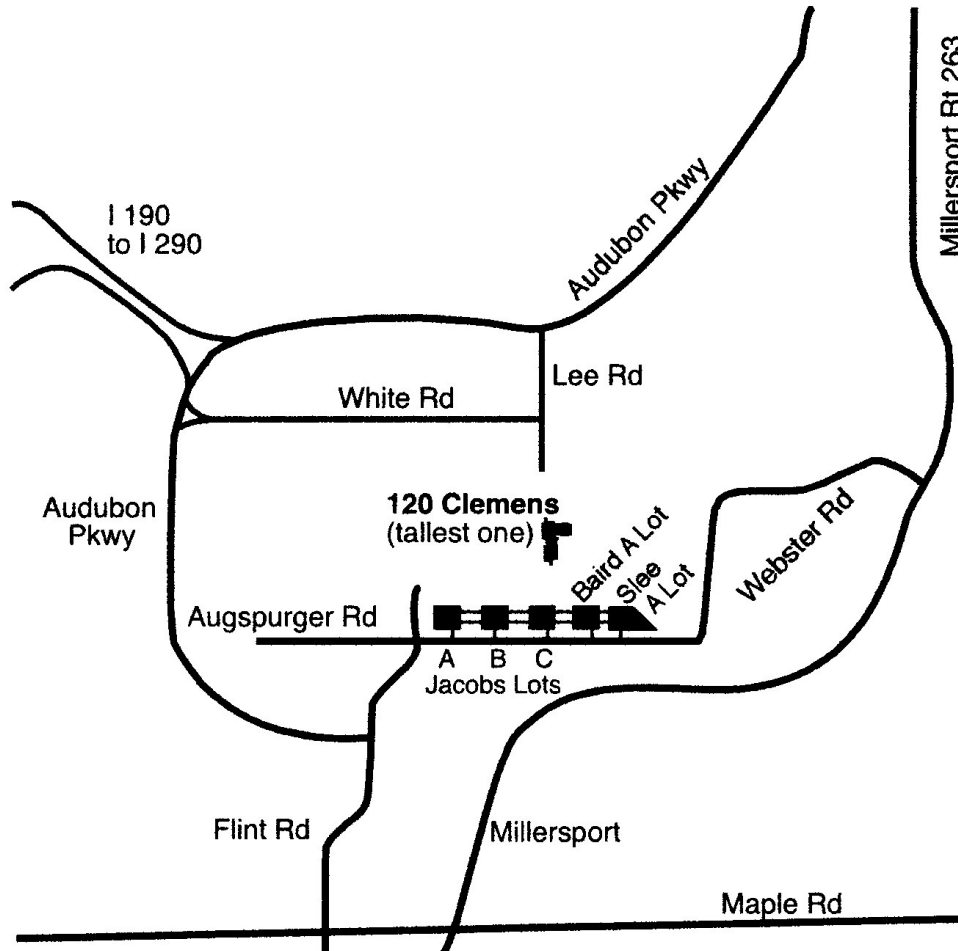 Millersport Rt 263
Audubon Pkwy
I 190
to I 290
Lee Rd
White Rd
Audubon
Pkwy
120 Clemens
(tallest one)
Baird A Lot
Slee
A Lot
Webster Rd
Augspurger Rd
A B C
Jacobs Lots
Flint Rd
Millersport
Maple Rd